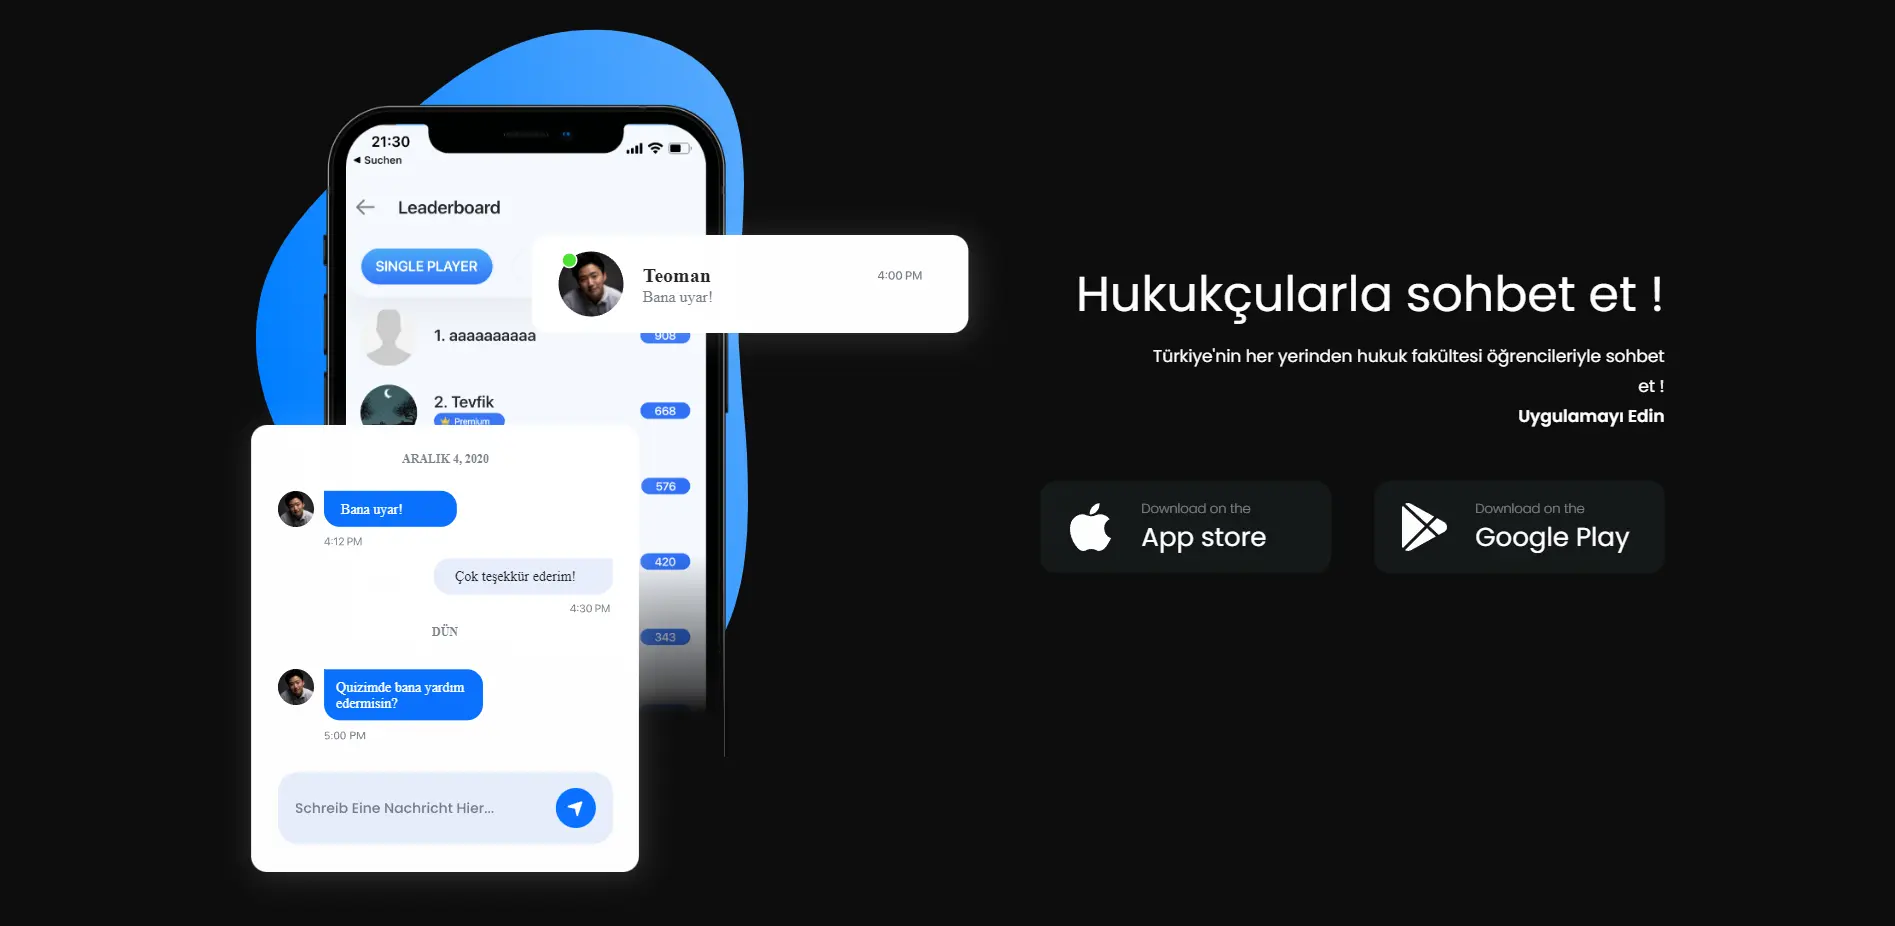 21:30
Suchen
Leaderboard
SINGLE PLAYER
Teoman
4:00 PM
Bana uyar!
1. aaaaaaaaaa
908
2. Tevfik
668
Premium
ARALIK 4, 2020
576
Bana uyar!
4:12 PM
420
Çok teşekkür ederim!
4:30 PM
DÜN
343
Quizimde bana yardım
edermisin?
5:00 PM
Schreib Eine Nachricht Hier...
Hukukçularla sohbet et !
Türkiye'nin her yerinden hukuk fakültesi öğrencileriyle sohbet
et !
Uygulamayı Edin
Download on the
App store
Download on the
Google Play